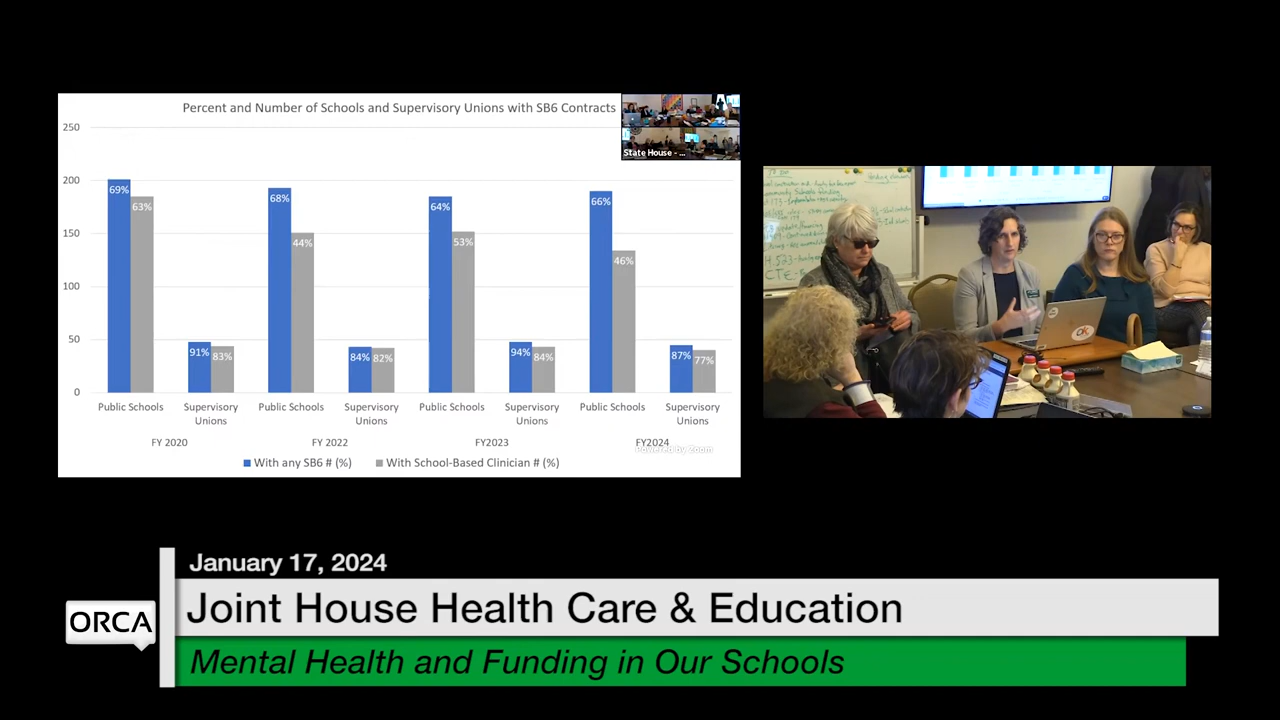 Percent and Number of Schools and Supervisory Unions with SB6 Contracts
State House - ...
250
200
150
100
50
0
69%
63%
91%
83%
68%
44%
84%
82%
64%
53%
94%
84%
66%
46%
87%
77%
Public Schools
Supervisory
Unions
Public Schools
Supervisory
Unions
Public Schools
Supervisory
Unions
Public Schools
Supervisory
Unions
FY 2020
FY 2022
FY2023
FY2024
Powered by Zoom
With any SB6 # (%)
With School-Based Clinician # (%)
CTE
January 17, 2024
ORCA
Joint House Health Care & Education
Mental Health and Funding in Our Schools